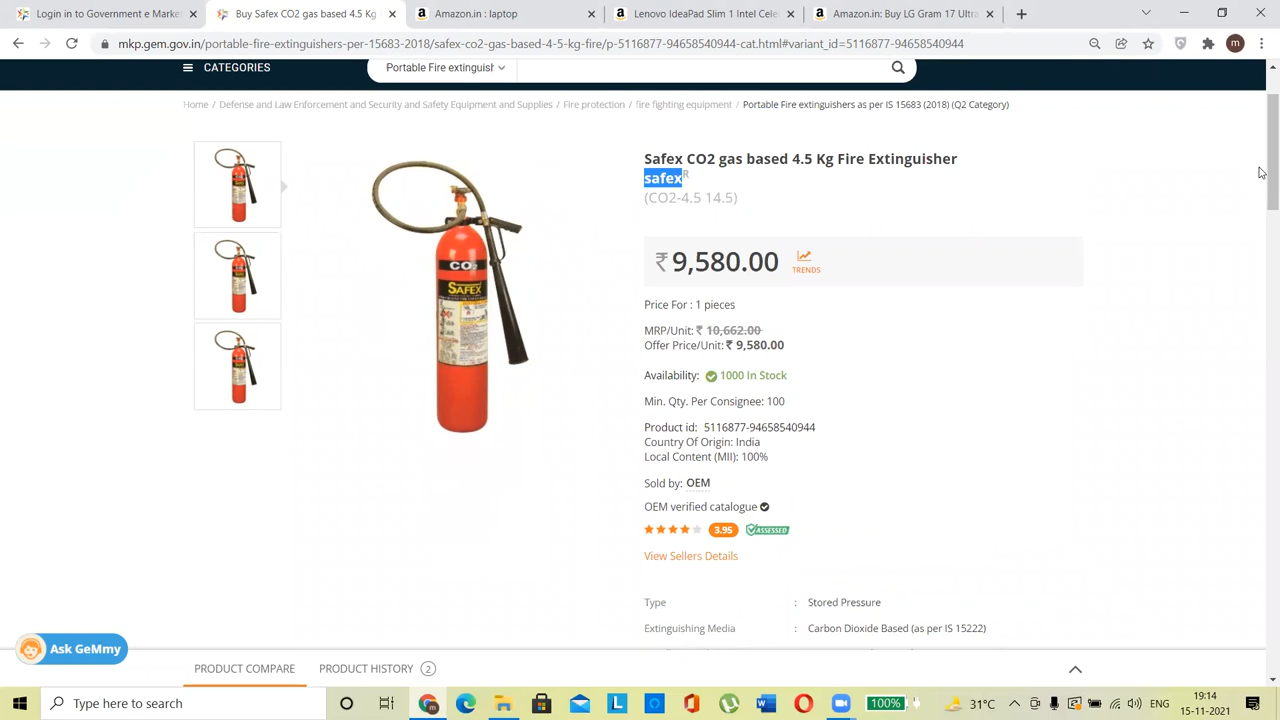 Log in to Government e Market
Buy Safex CO2 gas based 4.5 Kg
Amazon.in : laptop
Lenovo IdeaPad Slim 1 Intel Cele
Amazon.in: Buy LG Gram 17 Ultra
mkp.gem.gov.in/portable-fire-extinguishers-per-15683-2018/safex-co2-gas-based-4-5-kg-fire/p-5116877-94658540944-cat.html#variant_id=5116877-94658540944
m
CATEGORIES
Portable Fire extinguist
Home / Defense and Law Enforcement and Security and Safety Equipment and Supplies / Fire protection / fire fighting equipment / Portable Fire extinguishers as per IS 15683 (2018) (Q2 Category)
Safex CO2 gas based 4.5 Kg Fire Extinguisher
safex R
(CO2-4.5 14.5)
₹ 9,580.00
TRENDS
Price For : 1 pieces
MRP/Unit: ₹ 10,662.00
Offer Price/Unit: ₹ 9,580.00
Availability: 1000 In Stock
Min. Qty. Per Consignee: 100
Product id: 5116877-94658540944
Country Of Origin: India
Local Content (MII): 100%
Sold by: OEM
OEM verified catalogue
3.95 ASSESSED
View Sellers Details
Type : Stored Pressure
Extinguishing Media : Carbon Dioxide Based (as per IS 15222)
CO2
SAFEX
Ask GeMmy
PRODUCT COMPARE
PRODUCT HISTORY 2
Type here to search
100%
31°C
ENG
19:14
15-11-2021